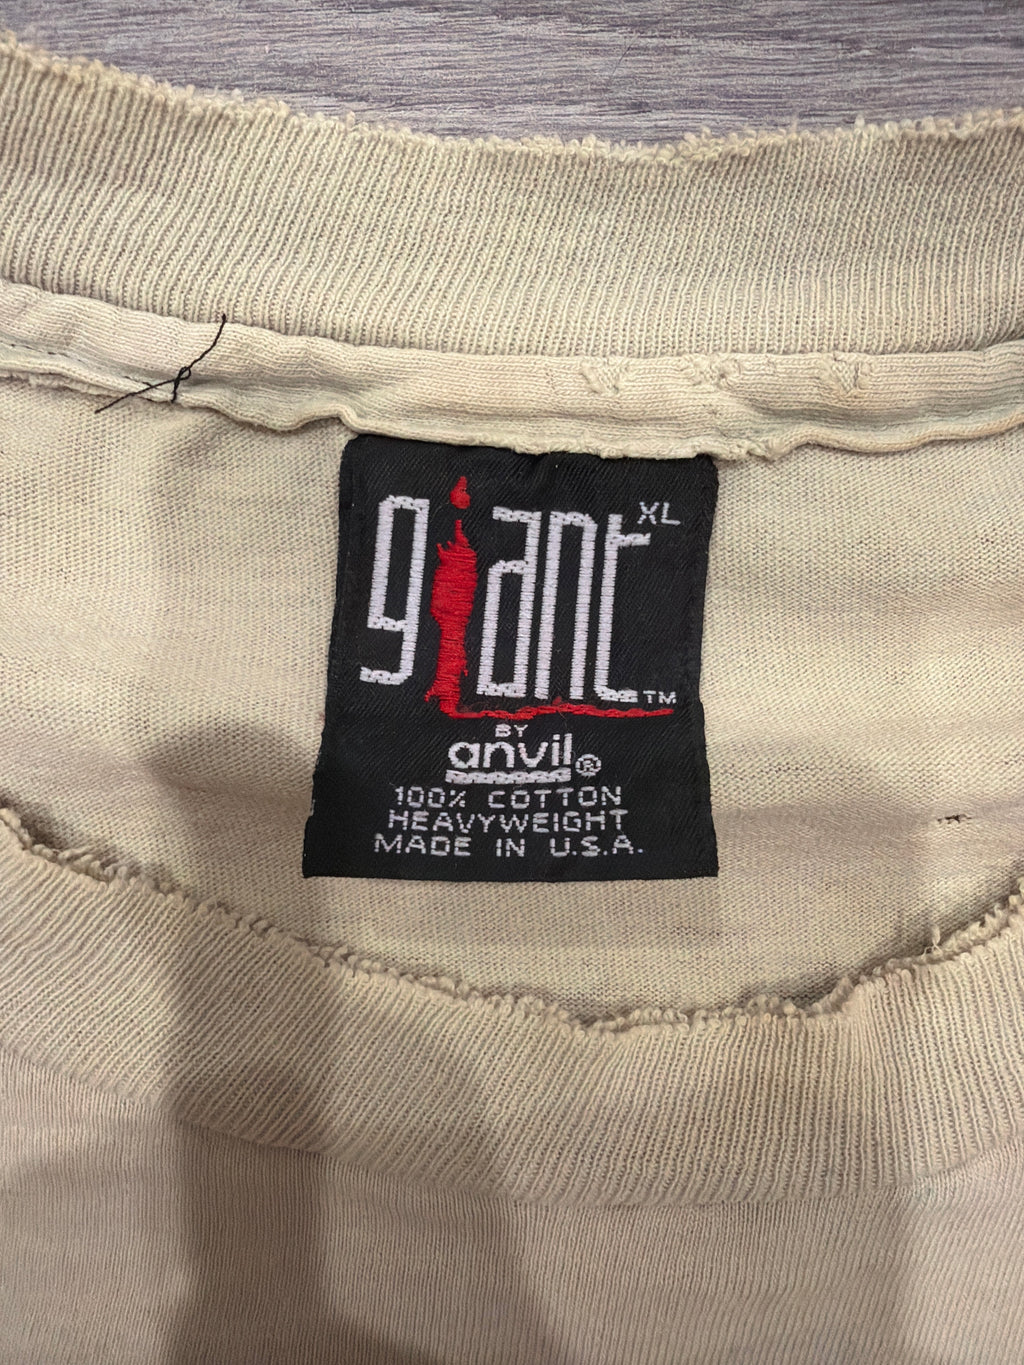 giant XL ™
BY
anvil®
100% COTTON
HEAVYWEIGHT
MADE IN U.S.A.